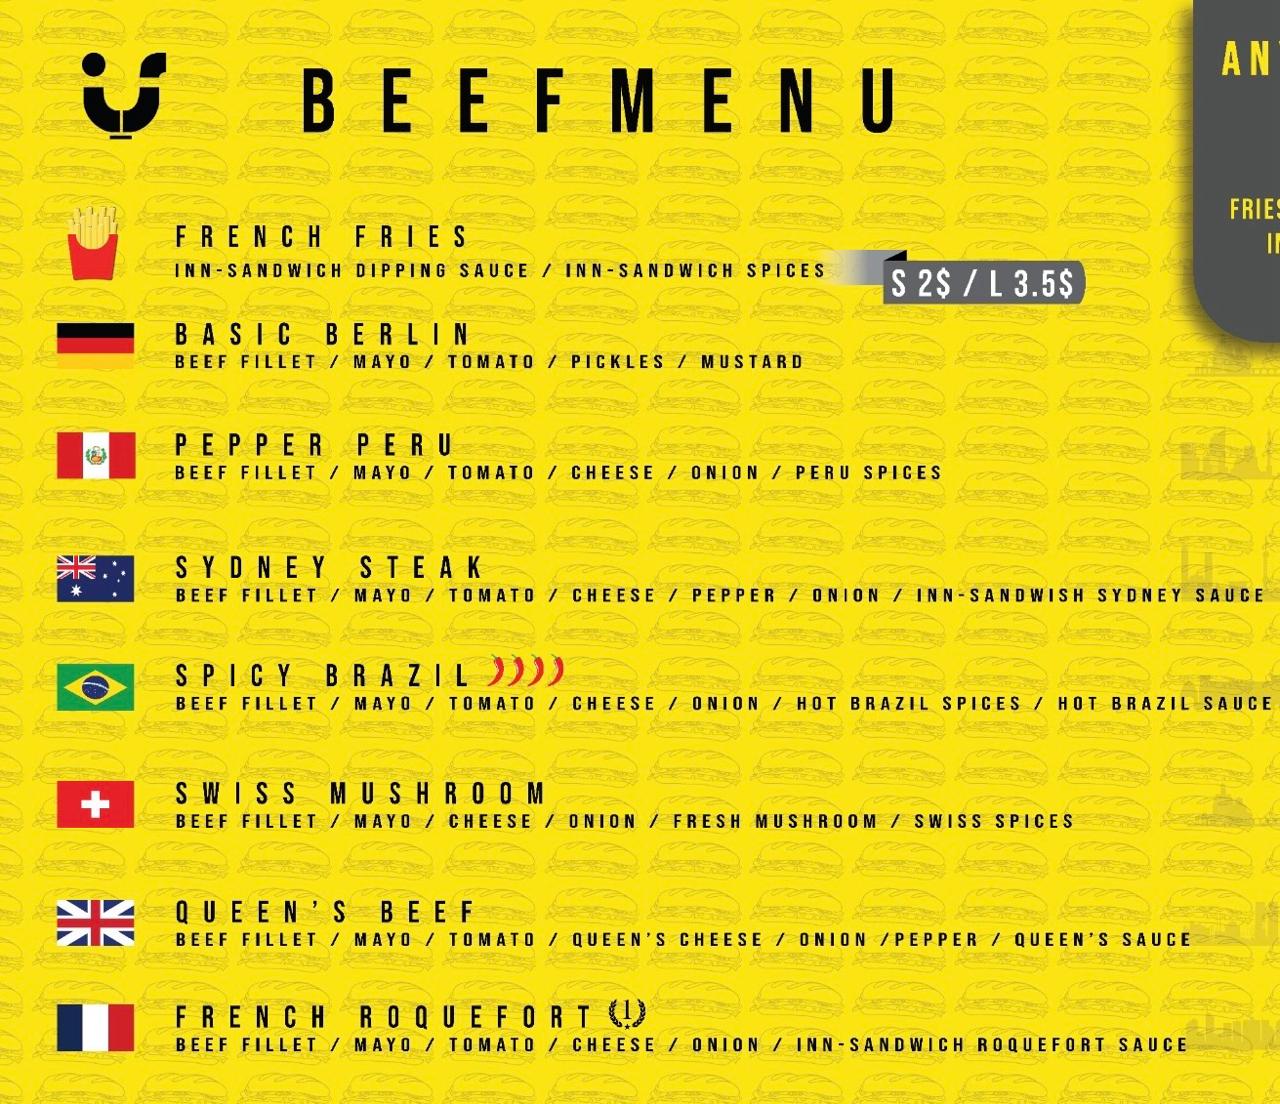 BEEFMENU
AN
FRIES
IN
FRENCH FRIES
INN-SANDWICH DIPPING SAUCE / INN-SANDWICH SPICES
S 2$ / L 3.5$
BASIC BERLIN
BEEF FILLET / MAYO / TOMATO / PICKLES / MUSTARD
PEPPER PERU
BEEF FILLET / MAYO / TOMATO / CHEESE / ONION / PERU SPICES
SYDNEY STEAK
BEEF FILLET / MAYO / TOMATO / CHEESE / PEPPER / ONION / INN-SANDWISH SYDNEY SAUCE
SPICY BRAZIL
BEEF FILLET / MAYO / TOMATO / CHEESE / ONION / HOT BRAZIL SPICES / HOT BRAZIL SAUCE
SWISS MUSHROOM
BEEF FILLET / MAYO / CHEESE / ONION / FRESH MUSHROOM / SWISS SPICES
QUEEN'S BEEF
BEEF FILLET / MAYO / TOMATO / QUEEN'S CHEESE / ONION /PEPPER / QUEEN'S SAUCE
FRENCH ROQUEFORT 1
BEEF FILLET / MAYO / TOMATO / CHEESE / ONION / INN-SANDWICH ROQUEFORT SAUCE